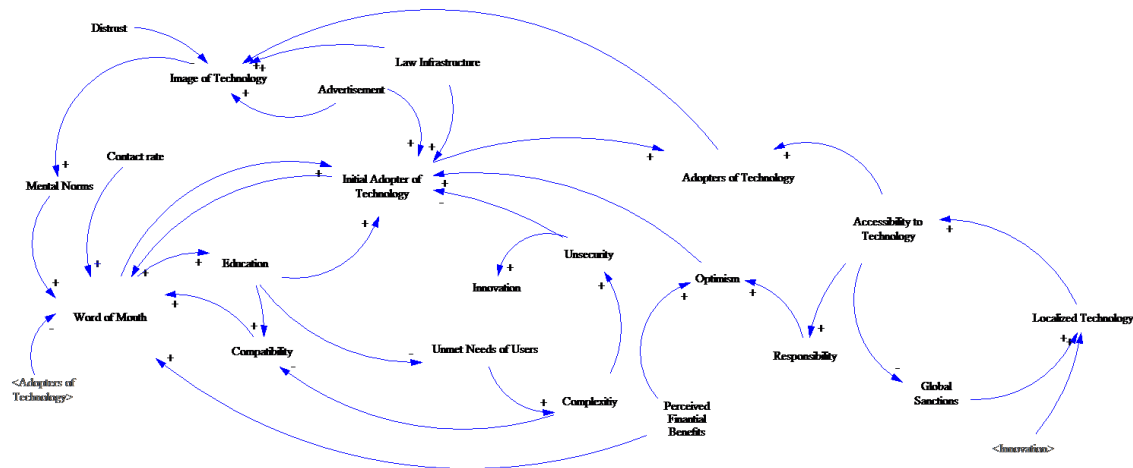 Distrust
Law Infrastructure
Image of Technology
Advertisement
Contact rate
Mental Norms
Initial Adopter of
Technology
Adopters of Technology
Accessibility to
Technology
Education
Unsecurity
Innovation
Optimism
Word of Mouth
Localized Technology
Compatibility
Unmet Needs of Users
Responsibility
<Adopters of
Technology>
Complexitiy
Global
Sanctions
Perceived
Finantial
Benefits
<Innovation>